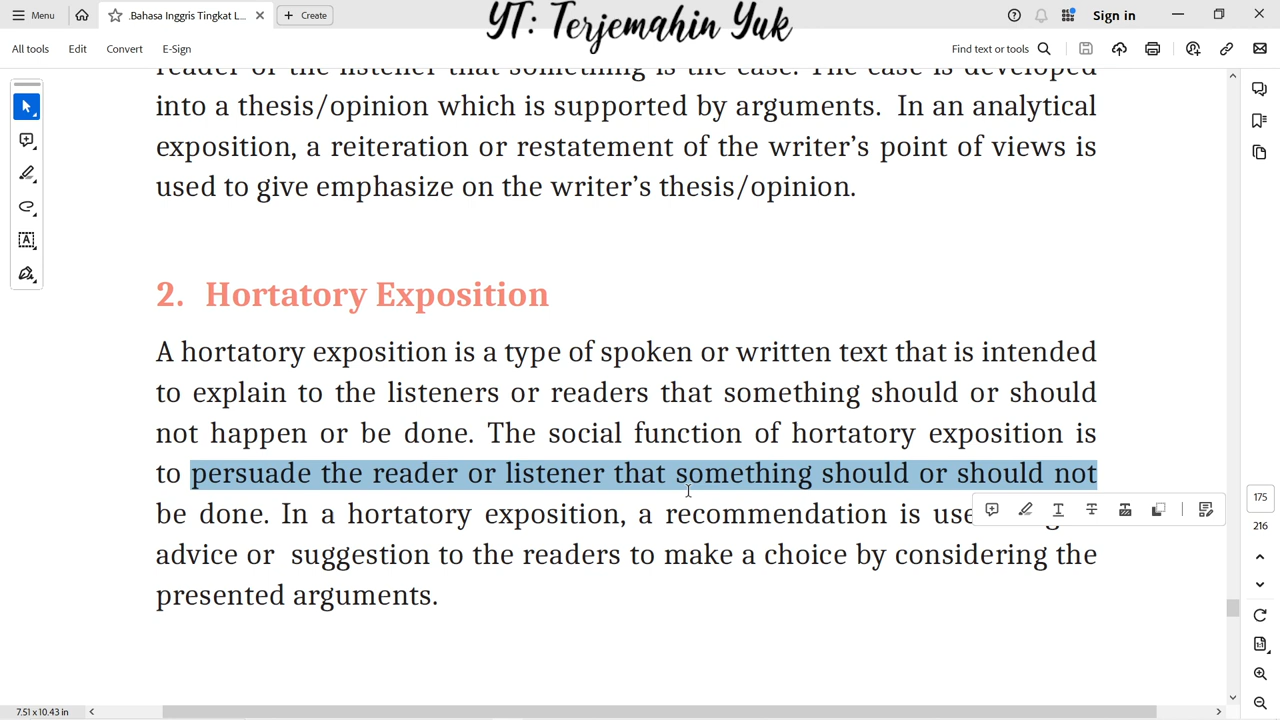 Menu
.Bahasa Inggris Tingkat L...
Create
YT: Terjemahin Yuk
Sign in
All tools
Edit
Convert
E-Sign
Find text or tools
reader or the listener that something is the case. The case is developed
into a thesis/opinion which is supported by arguments. In an analytical
exposition, a reiteration or restatement of the writer's point of views is
used to give emphasize on the writer's thesis/opinion.
2. Hortatory Exposition
A hortatory exposition is a type of spoken or written text that is intended
to explain to the listeners or readers that something should or should
not happen or be done. The social function of hortatory exposition is
to persuade the reader or listener that something should or should not
be done. In a hortatory exposition, a recommendation is
advice or suggestion to the readers to make a choice by considering the
presented arguments.
175
216
7.51 x 10.43 in